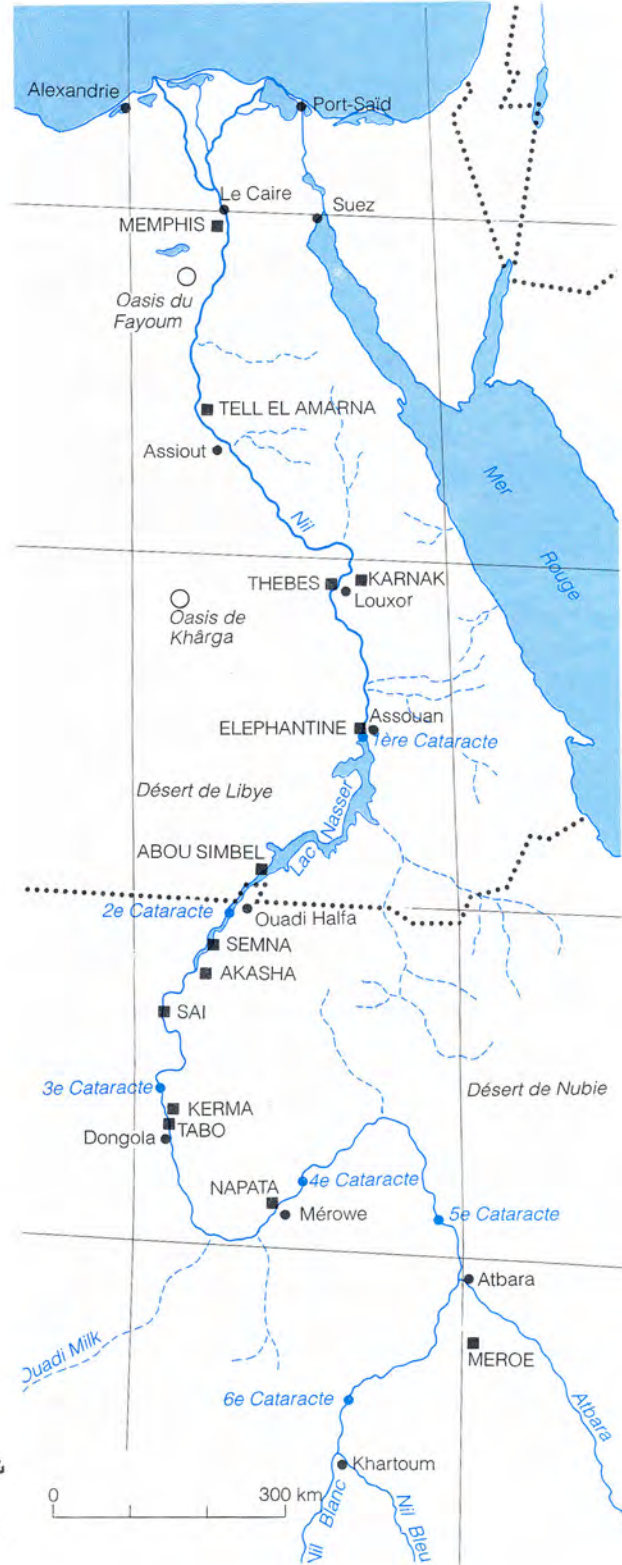 Alexandrie
Port-Saïd
Le Caire
Suez
MEMPHIS
Oasis du
Fayoum
TELL EL AMARNA
Assiout
Nil
Mer
Rouge
THEBES
KARNAK
Louxor
Oasis de
Khârga
ELEPHANTINE
Assouan
1ère Cataracte
Désert de Libye
Lac Nasser
ABOU SIMBEL
2e Cataracte
Ouadi Halfa
SEMNA
AKASHA
SAI
3e Cataracte
Désert de Nubie
KERMA
TABO
Dongola
NAPATA
4e Cataracte
Mérowe
5e Cataracte
Atbara
Ouadi Milk
MEROE
6e Cataracte
Atbara
Khartoum
0 300 km
Nil Blanc
Nil Bleu